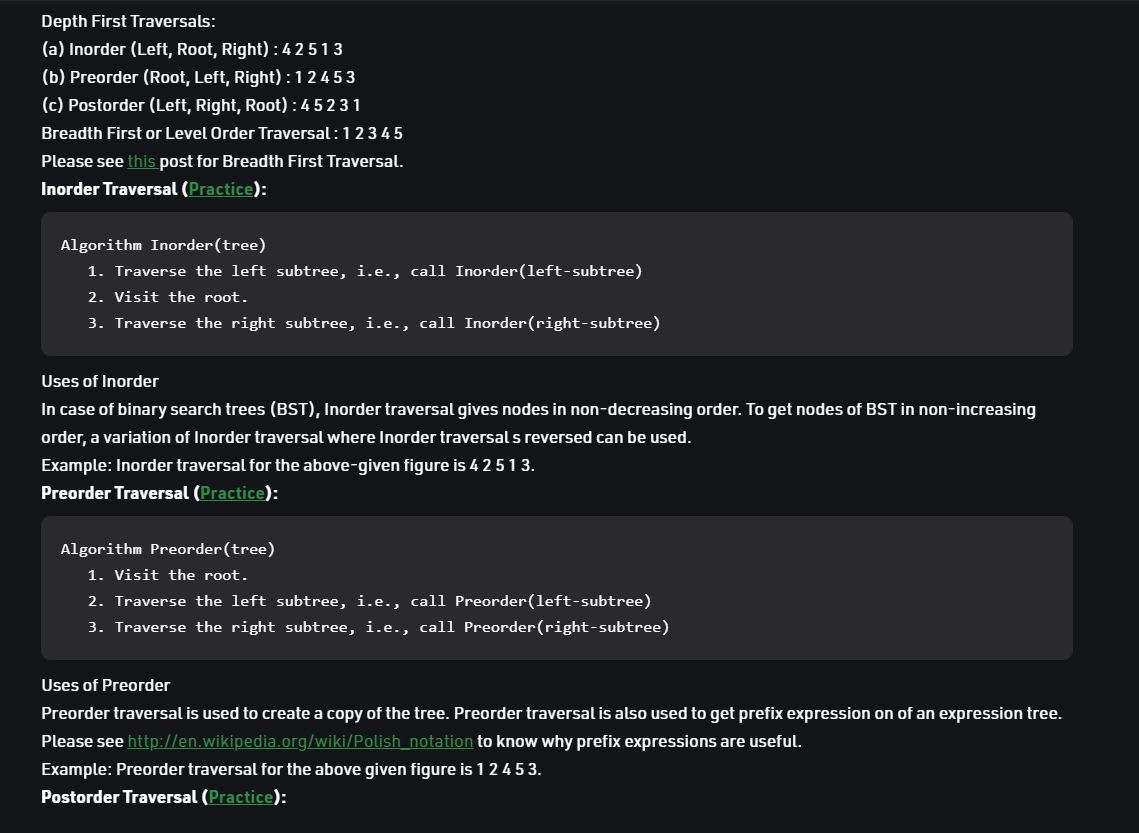 Depth First Traversals:
(a) Inorder (Left, Root, Right) : 4 2 5 1 3
(b) Preorder (Root, Left, Right) : 1 2 4 5 3
(c) Postorder (Left, Right, Root) : 4 5 2 3 1
Breadth First or Level Order Traversal : 1 2 3 4 5
Please see this post for Breadth First Traversal.
Inorder Traversal (Practice):
Algorithm Inorder(tree)
1. Traverse the left subtree, i.e., call Inorder(left-subtree)
2. Visit the root.
3. Traverse the right subtree, i.e., call Inorder(right-subtree)
Uses of Inorder
In case of binary search trees (BST), Inorder traversal gives nodes in non-decreasing order. To get nodes of BST in non-increasing
order, a variation of Inorder traversal where Inorder traversal s reversed can be used.
Example: Inorder traversal for the above-given figure is 4 2 5 1 3.
Preorder Traversal (Practice):
Algorithm Preorder(tree)
1. Visit the root.
2. Traverse the left subtree, i.e., call Preorder(left-subtree)
3. Traverse the right subtree, i.e., call Preorder(right-subtree)
Uses of Preorder
Preorder traversal is used to create a copy of the tree. Preorder traversal is also used to get prefix expression on of an expression tree.
Please see http://en.wikipedia.org/wiki/Polish_notation to know why prefix expressions are useful.
Example: Preorder traversal for the above given figure is 1 2 4 5 3.
Postorder Traversal (Practice):